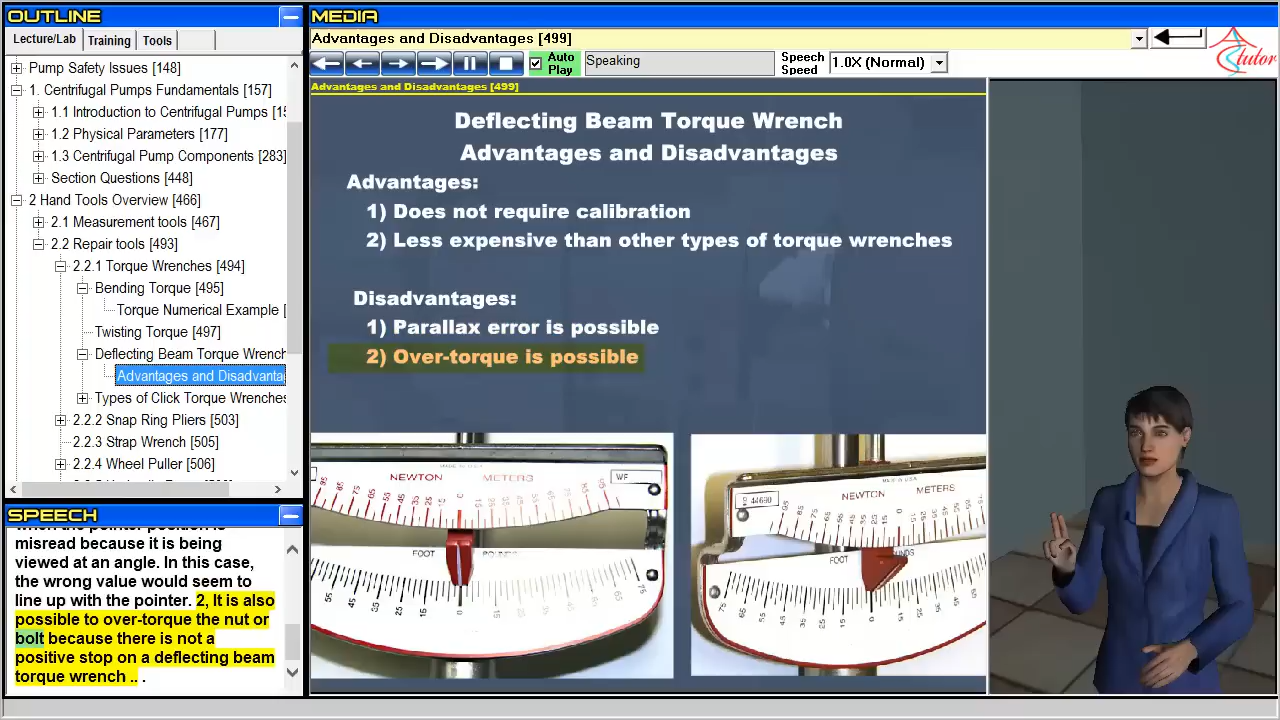 OUTLINE
Lecture/Lab Training Tools
Pump Safety Issues [148]
1. Centrifugal Pumps Fundamentals [157]
1.1 Introduction to Centrifugal Pumps [15
1.2 Physical Parameters [177]
1.3 Centrifugal Pump Components [283]
Section Questions [448]
2 Hand Tools Overview [466]
2.1 Measurement tools [467]
2.2 Repair tools [493]
2.2.1 Torque Wrenches [494]
Bending Torque [495]
Torque Numerical Example [
Twisting Torque [497]
Deflecting Beam Torque Wrench
Advantages and Disadvanta
Types of Click Torque Wrenches
2.2.2 Snap Ring Pliers [503]
2.2.3 Strap Wrench [505]
2.2.4 Wheel Puller [506]
SPEECH
misread because it is being
viewed at an angle. In this case,
the wrong value would seem to
line up with the pointer. 2, It is also
possible to over-torque the nut or
bolt because there is not a
positive stop on a deflecting beam
torque wrench .. .
MEDIA
Advantages and Disadvantages [499]
Auto
Play
Speaking
Speech
Speed
1.0X (Normal)
tutor
Advantages and Disadvantages [499]
Deflecting Beam Torque Wrench
Advantages and Disadvantages
Advantages:
1) Does not require calibration
2) Less expensive than other types of torque wrenches
Disadvantages:
1) Parallax error is possible
2) Over-torque is possible
NEWTON METERS
WF
FOOT POUNDS
44690
NEWTON METERS
FOOT